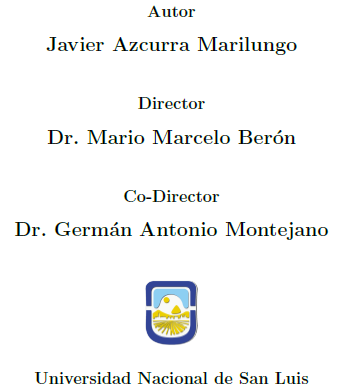 Autor
Javier Azcurra Marilungo
Director
Dr. Mario Marcelo Berón
Co-Director
Dr. Germán Antonio Montejano
Universidad Nacional de San Luis